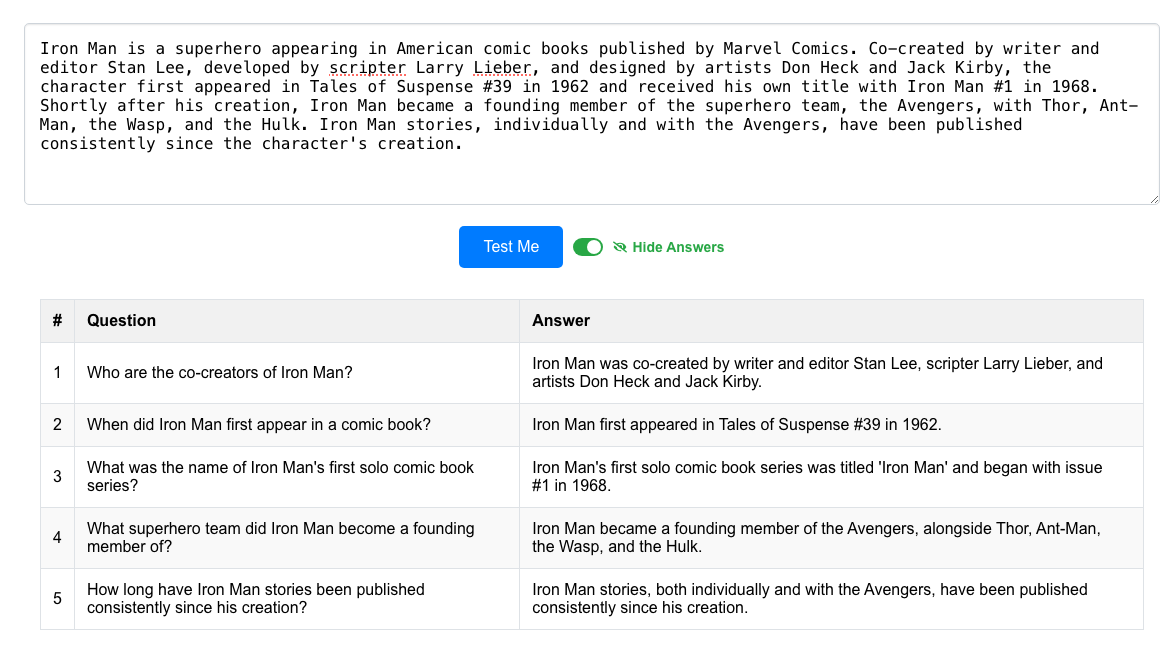 Iron Man is a superhero appearing in American comic books published by Marvel Comics. Co-created by writer and
editor Stan Lee, developed by scripter Larry Lieber, and designed by artists Don Heck and Jack Kirby, the
character first appeared in Tales of Suspense #39 in 1962 and received his own title with Iron Man #1 in 1968.
Shortly after his creation, Iron Man became a founding member of the superhero team, the Avengers, with Thor, Ant-
Man, the Wasp, and the Hulk. Iron Man stories, individually and with the Avengers, have been published
consistently since the character's creation.
Test Me
Hide Answers
# Question Answer
1 Who are the co-creators of Iron Man? Iron Man was co-created by writer and editor Stan Lee, scripter Larry Lieber, and
artists Don Heck and Jack Kirby.
2 When did Iron Man first appear in a comic book? Iron Man first appeared in Tales of Suspense #39 in 1962.
3 What was the name of Iron Man's first solo comic book
series?
Iron Man's first solo comic book series was titled 'Iron Man' and began with issue
#1 in 1968.
4 What superhero team did Iron Man become a founding
member of?
Iron Man became a founding member of the Avengers, alongside Thor, Ant-Man,
the Wasp, and the Hulk.
5 How long have Iron Man stories been published
consistently since his creation?
Iron Man stories, both individually and with the Avengers, have been published
consistently since his creation.